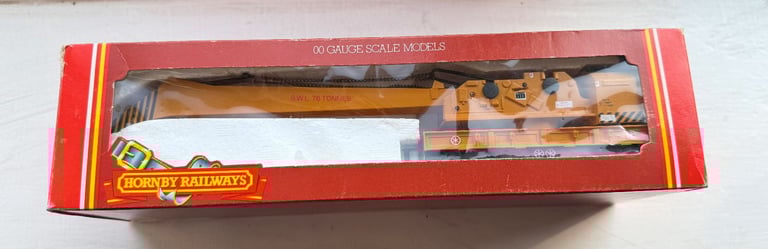 00 GAUGE SCALE MODELS
S.W.L. 76 TONNES
HORNBY RAILWAYS